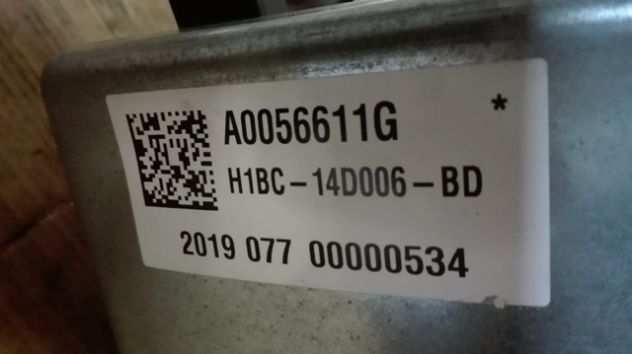 A0056611G *
H1BC-14D006-BD
2019 077 00000534